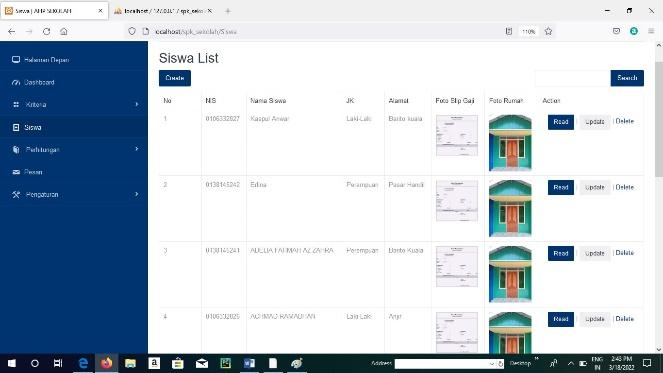 Siswa | AHP SEKOLAH
localhost / 127.0.0.1 / spk_seko
localhost/spk_sekolah/Siswa
110%
Halaman Depan
Dashboard
Kriteria
Siswa
Perhitungan
Pesan
Pengaturan
Siswa List
Create
Search
No NIS Nama Siswa JK Alamat Foto Slip Gaji Foto Rumah Action
1 Kaspul Anwar Laki-Laki Barito kuala Read | Update | Delete
2 0138145242 Edina Perempuan Pasar Handil Read | Update | Delete
3 0138145241 ADELIA FATIMAH AZ ZAHRA Perempuan Barito Kuala Read | Update | Delete
4 ACHMAD RAMADHAN Laki-Laki Anjir Read | Update | Delete
Address Desktop ENG 2:43 PM
IN 3/18/2022